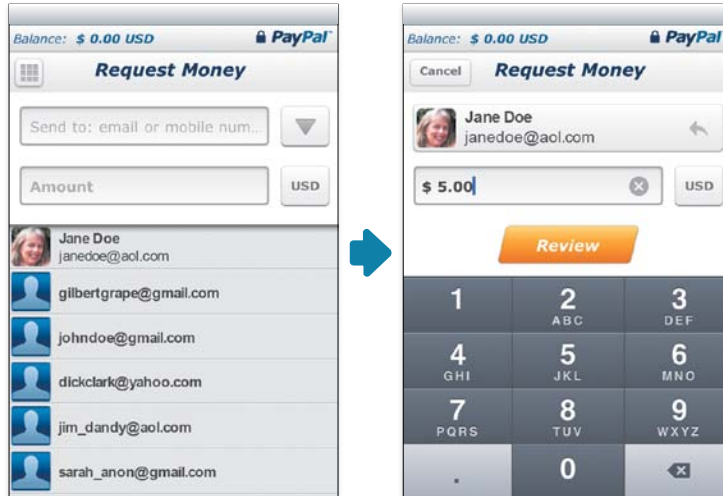 Balance: $ 0.00 USD PayPal™
Request Money
Send to: email or mobile num...
Amount USD
Jane Doe
janedoe@aol.com
gilbertgrape@gmail.com
johndoe@gmail.com
dickclark@yahoo.com
jim_dandy@aol.com
sarah_anon@gmail.com
Balance: $ 0.00 USD PayPal
Cancel Request Money
Jane Doe
janedoe@aol.com
$ 5.00 USD
Review
1 2 3
ABC DEF
4 5 6
GHI JKL MNO
7 8 9
PQRS TUV WXYZ
. 0